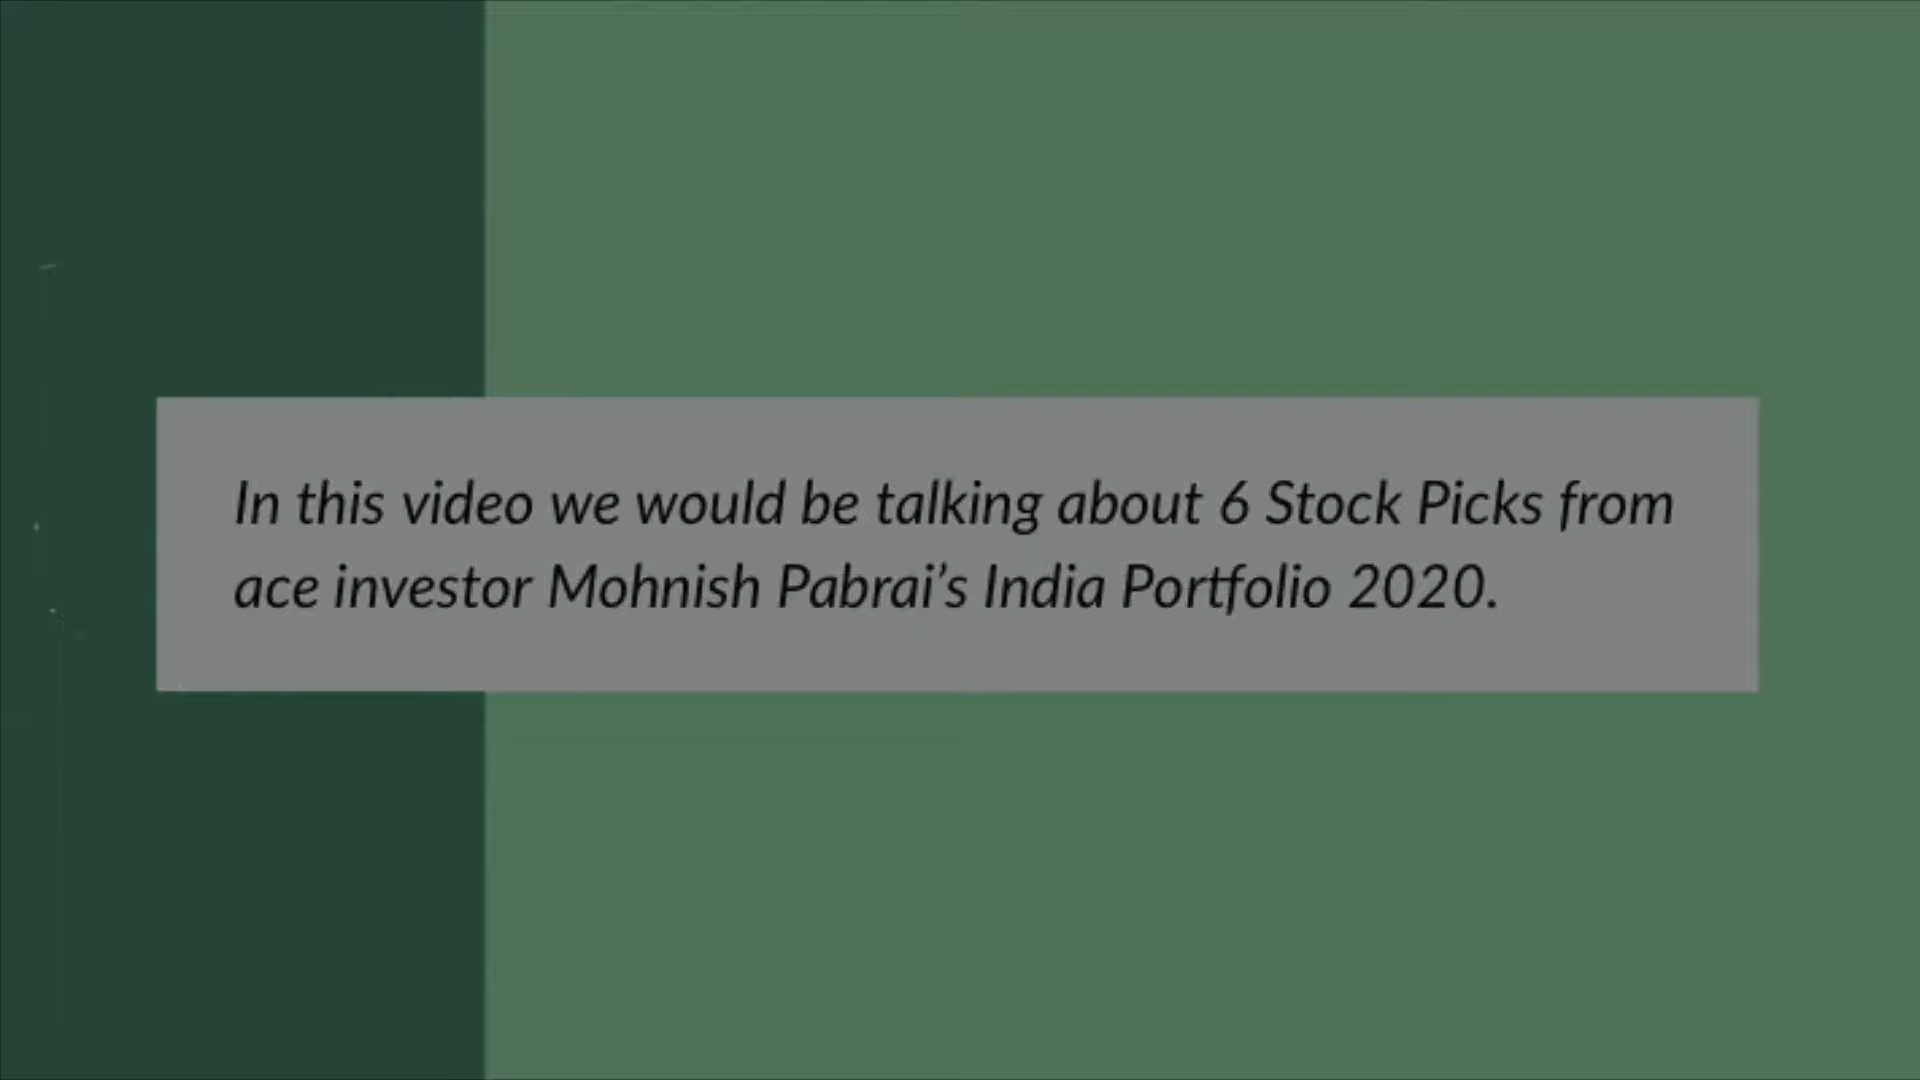 In this video we would be talking about 6 Stock Picks from
ace investor Mohnish Pabrai’s India Portfolio 2020.